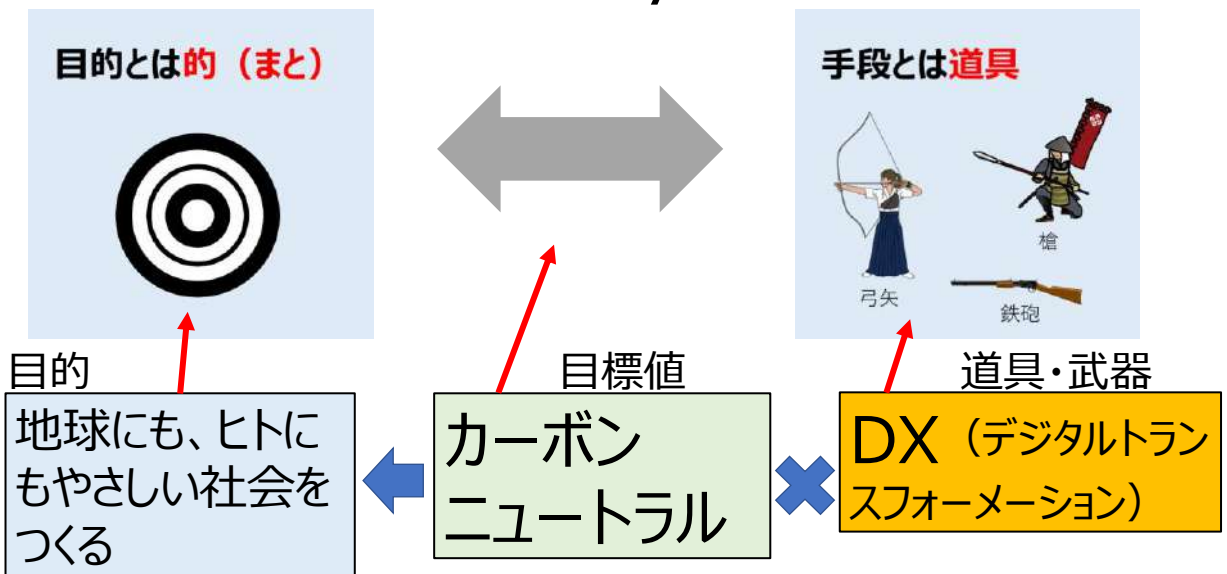 目的とは的（まと）
手段とは道具
槍
弓矢
鉄砲
目的
目標値
道具・武器
地球にも、ヒトに
もやさしい社会を
つくる
カーボン
ニュートラル
DX（デジタルトラン
スフォーメーション）